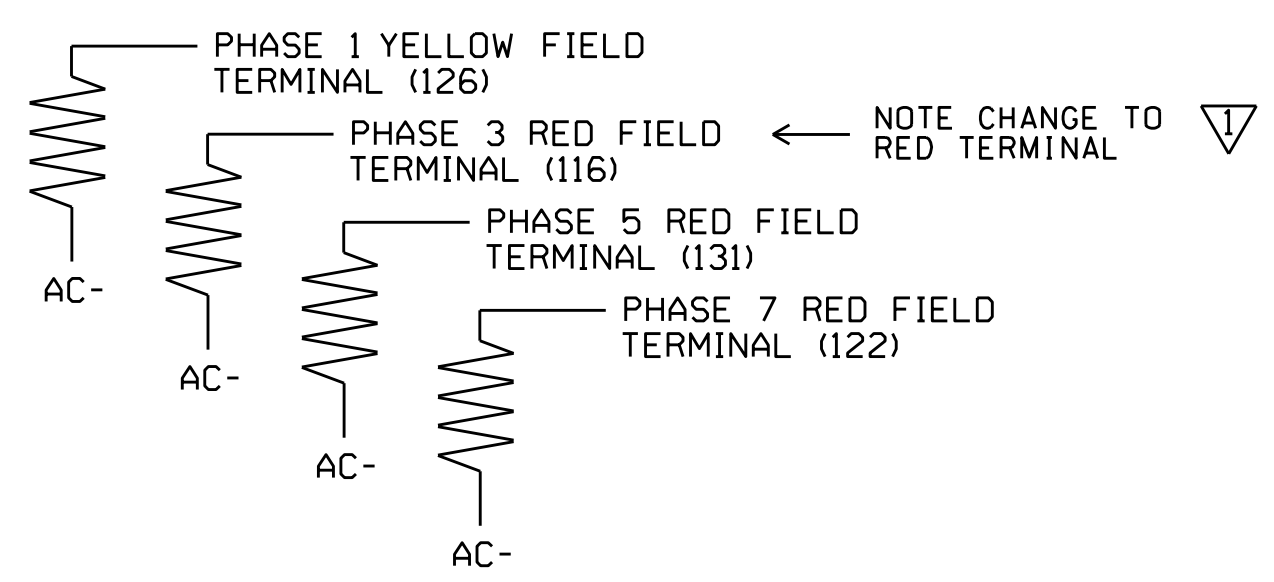 PHASE 1 YELLOW FIELD
TERMINAL (126)
PHASE 3 RED FIELD
TERMINAL (116)
NOTE CHANGE TO
RED TERMINAL
1
PHASE 5 RED FIELD
TERMINAL (131)
AC-
PHASE 7 RED FIELD
TERMINAL (122)
AC-
AC-
AC-